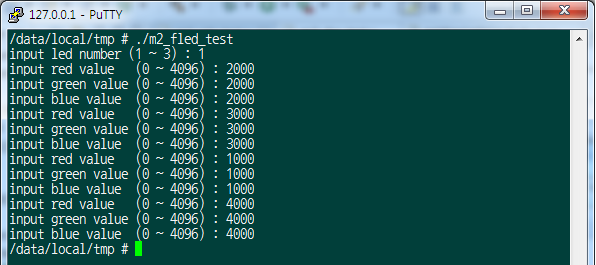 127.0.0.1 - PuTTY
/data/local/tmp # ./m2_fled_test
input led number (1 ~ 3) : 1
input red value   (0 ~ 4096) : 2000
input green value (0 ~ 4096) : 2000
input blue value  (0 ~ 4096) : 2000
input red value   (0 ~ 4096) : 3000
input green value (0 ~ 4096) : 3000
input blue value  (0 ~ 4096) : 3000
input red value   (0 ~ 4096) : 1000
input green value (0 ~ 4096) : 1000
input blue value  (0 ~ 4096) : 1000
input red value   (0 ~ 4096) : 4000
input green value (0 ~ 4096) : 4000
input blue value  (0 ~ 4096) : 4000
/data/local/tmp #